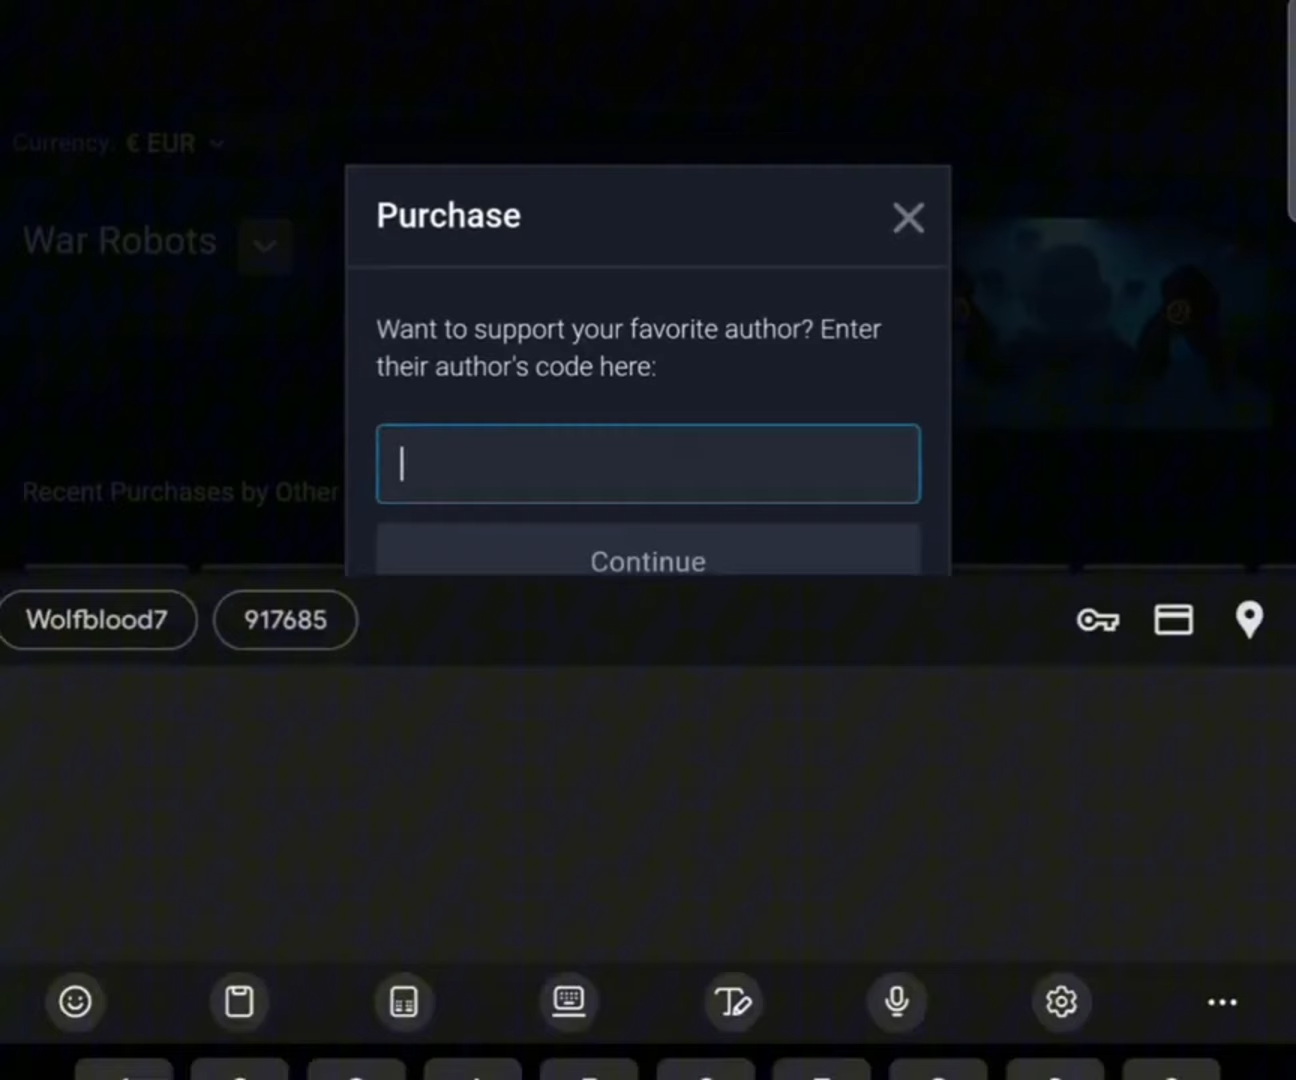 Currency: € EUR
War Robots
Purchase
Want to support your favorite author? Enter
their author's code here:
Recent Purchases by Other
Continue
Wolfblood7
917685